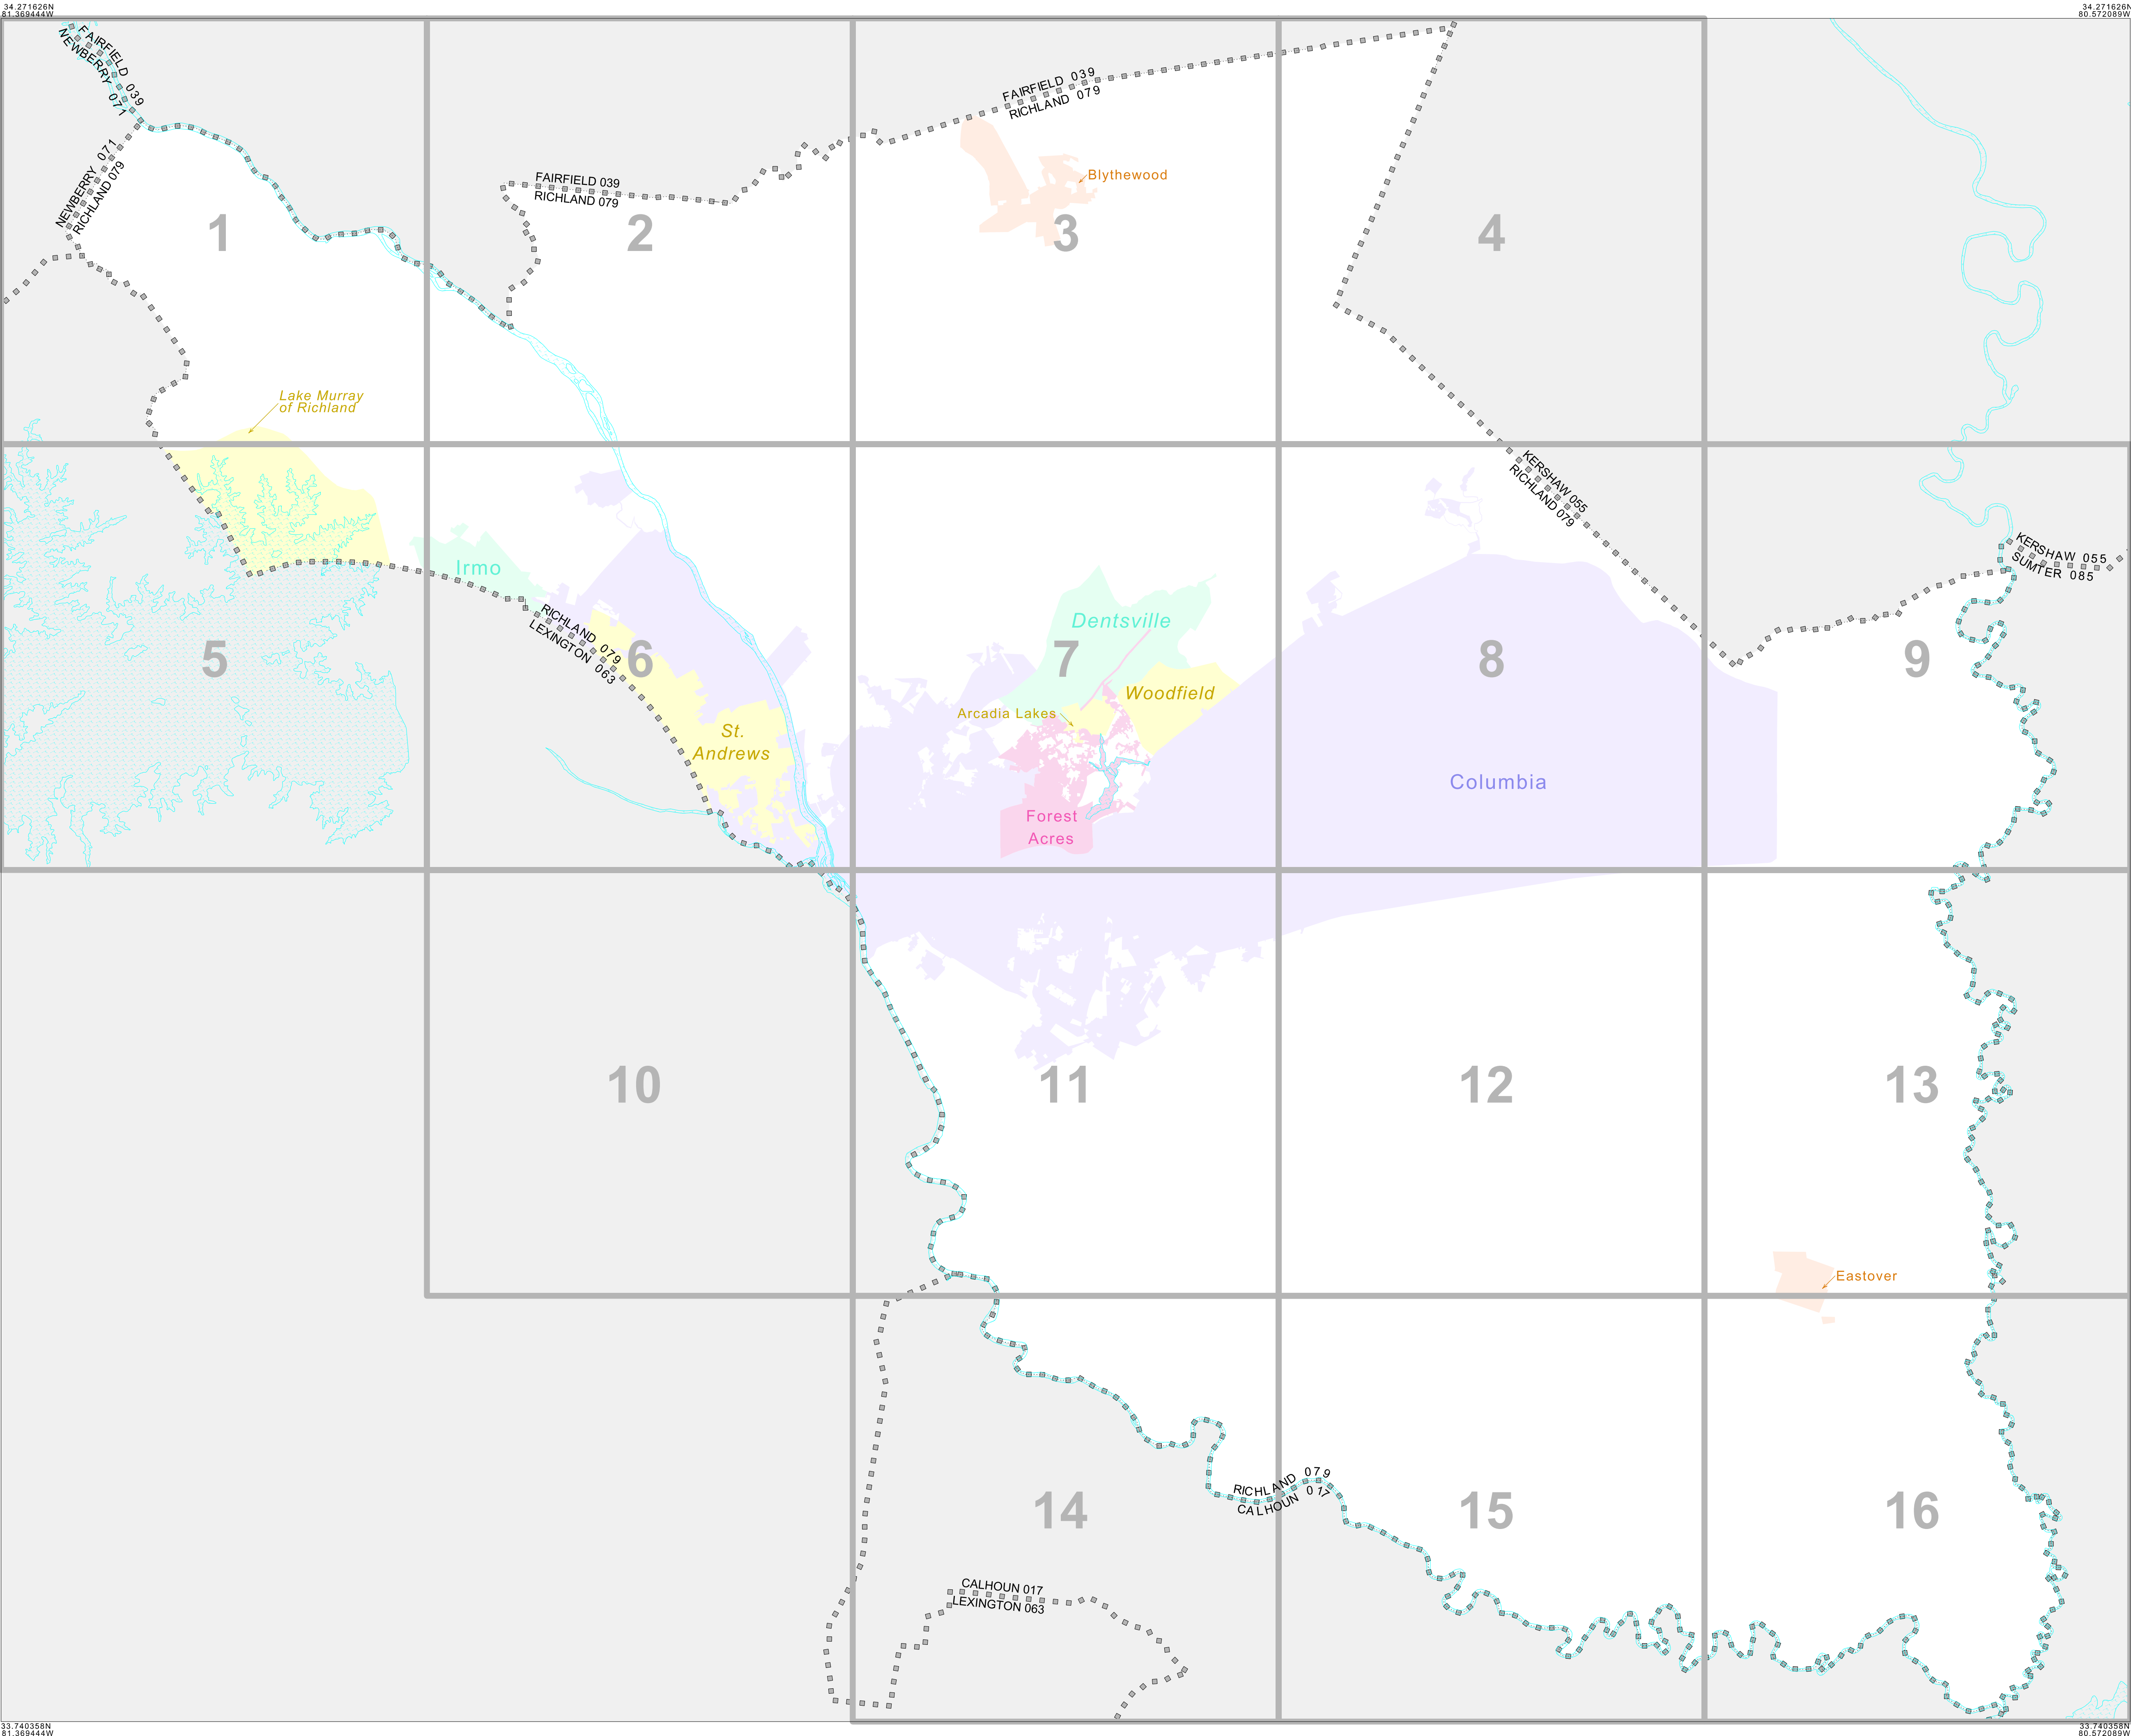 34.271626N
81.369444W
34.271626N
80.572089W
FAIRFIELD 039
NEWBERRY 071
FAIRFIELD 039
RICHLAND 079
NEWBERRY 071
RICHLAND 079
FAIRFIELD 039
RICHLAND 079
Blythewood
1
2
3
4
Lake Murray
of Richland
KERSHAW 055
RICHLAND 079
KERSHAW 055
SUMTER 085
Irmo
RICHLAND 079
LEXINGTON 063
Dentsville
5
6
7
8
9
Woodfield
Arcadia Lakes
St.
Andrews
Columbia
Forest
Acres
10
11
12
13
Eastover
RICHLAND 079
CALHOUN 017
14
15
16
CALHOUN 017
LEXINGTON 063
33.740358N
81.369444W
33.740358N
80.572089W